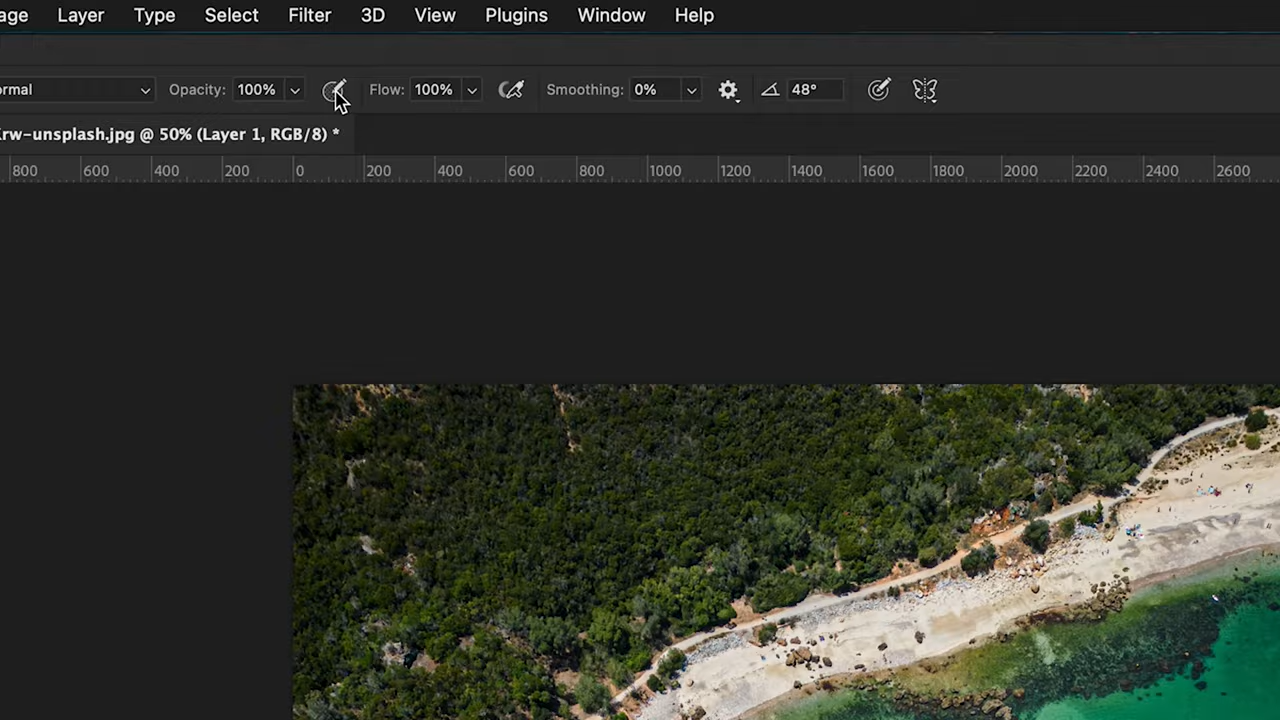 age Layer Type Select Filter 3D View Plugins Window Help
ormal Opacity: 100% Flow: 100% Smoothing: 0% 48°
rw-unsplash.jpg @ 50% (Layer 1, RGB/8) *
800 600 400 200 0 200 400 600 800 1000 1200 1400 1600 1800 2000 2200 2400 2600